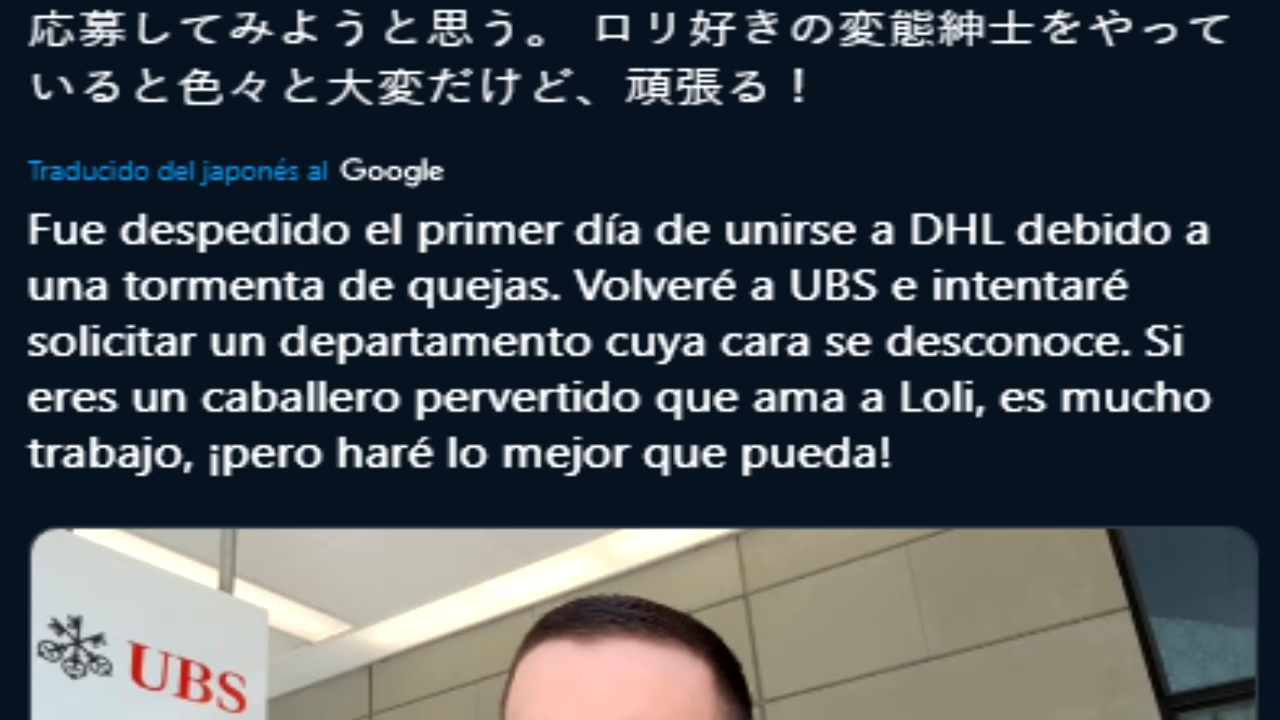 応募してみようと思う。 ロリ好きの変態紳士をやって
いると色々と大変だけど、頑張る！
Traducido del japonés al Google
Fue despedido el primer día de unirse a DHL debido a
una tormenta de quejas. Volveré a UBS e intentaré
solicitar un departamento cuya cara se desconoce. Si
eres un caballero pervertido que ama a Loli, es mucho
trabajo, ¡pero haré lo mejor que pueda!
UBS